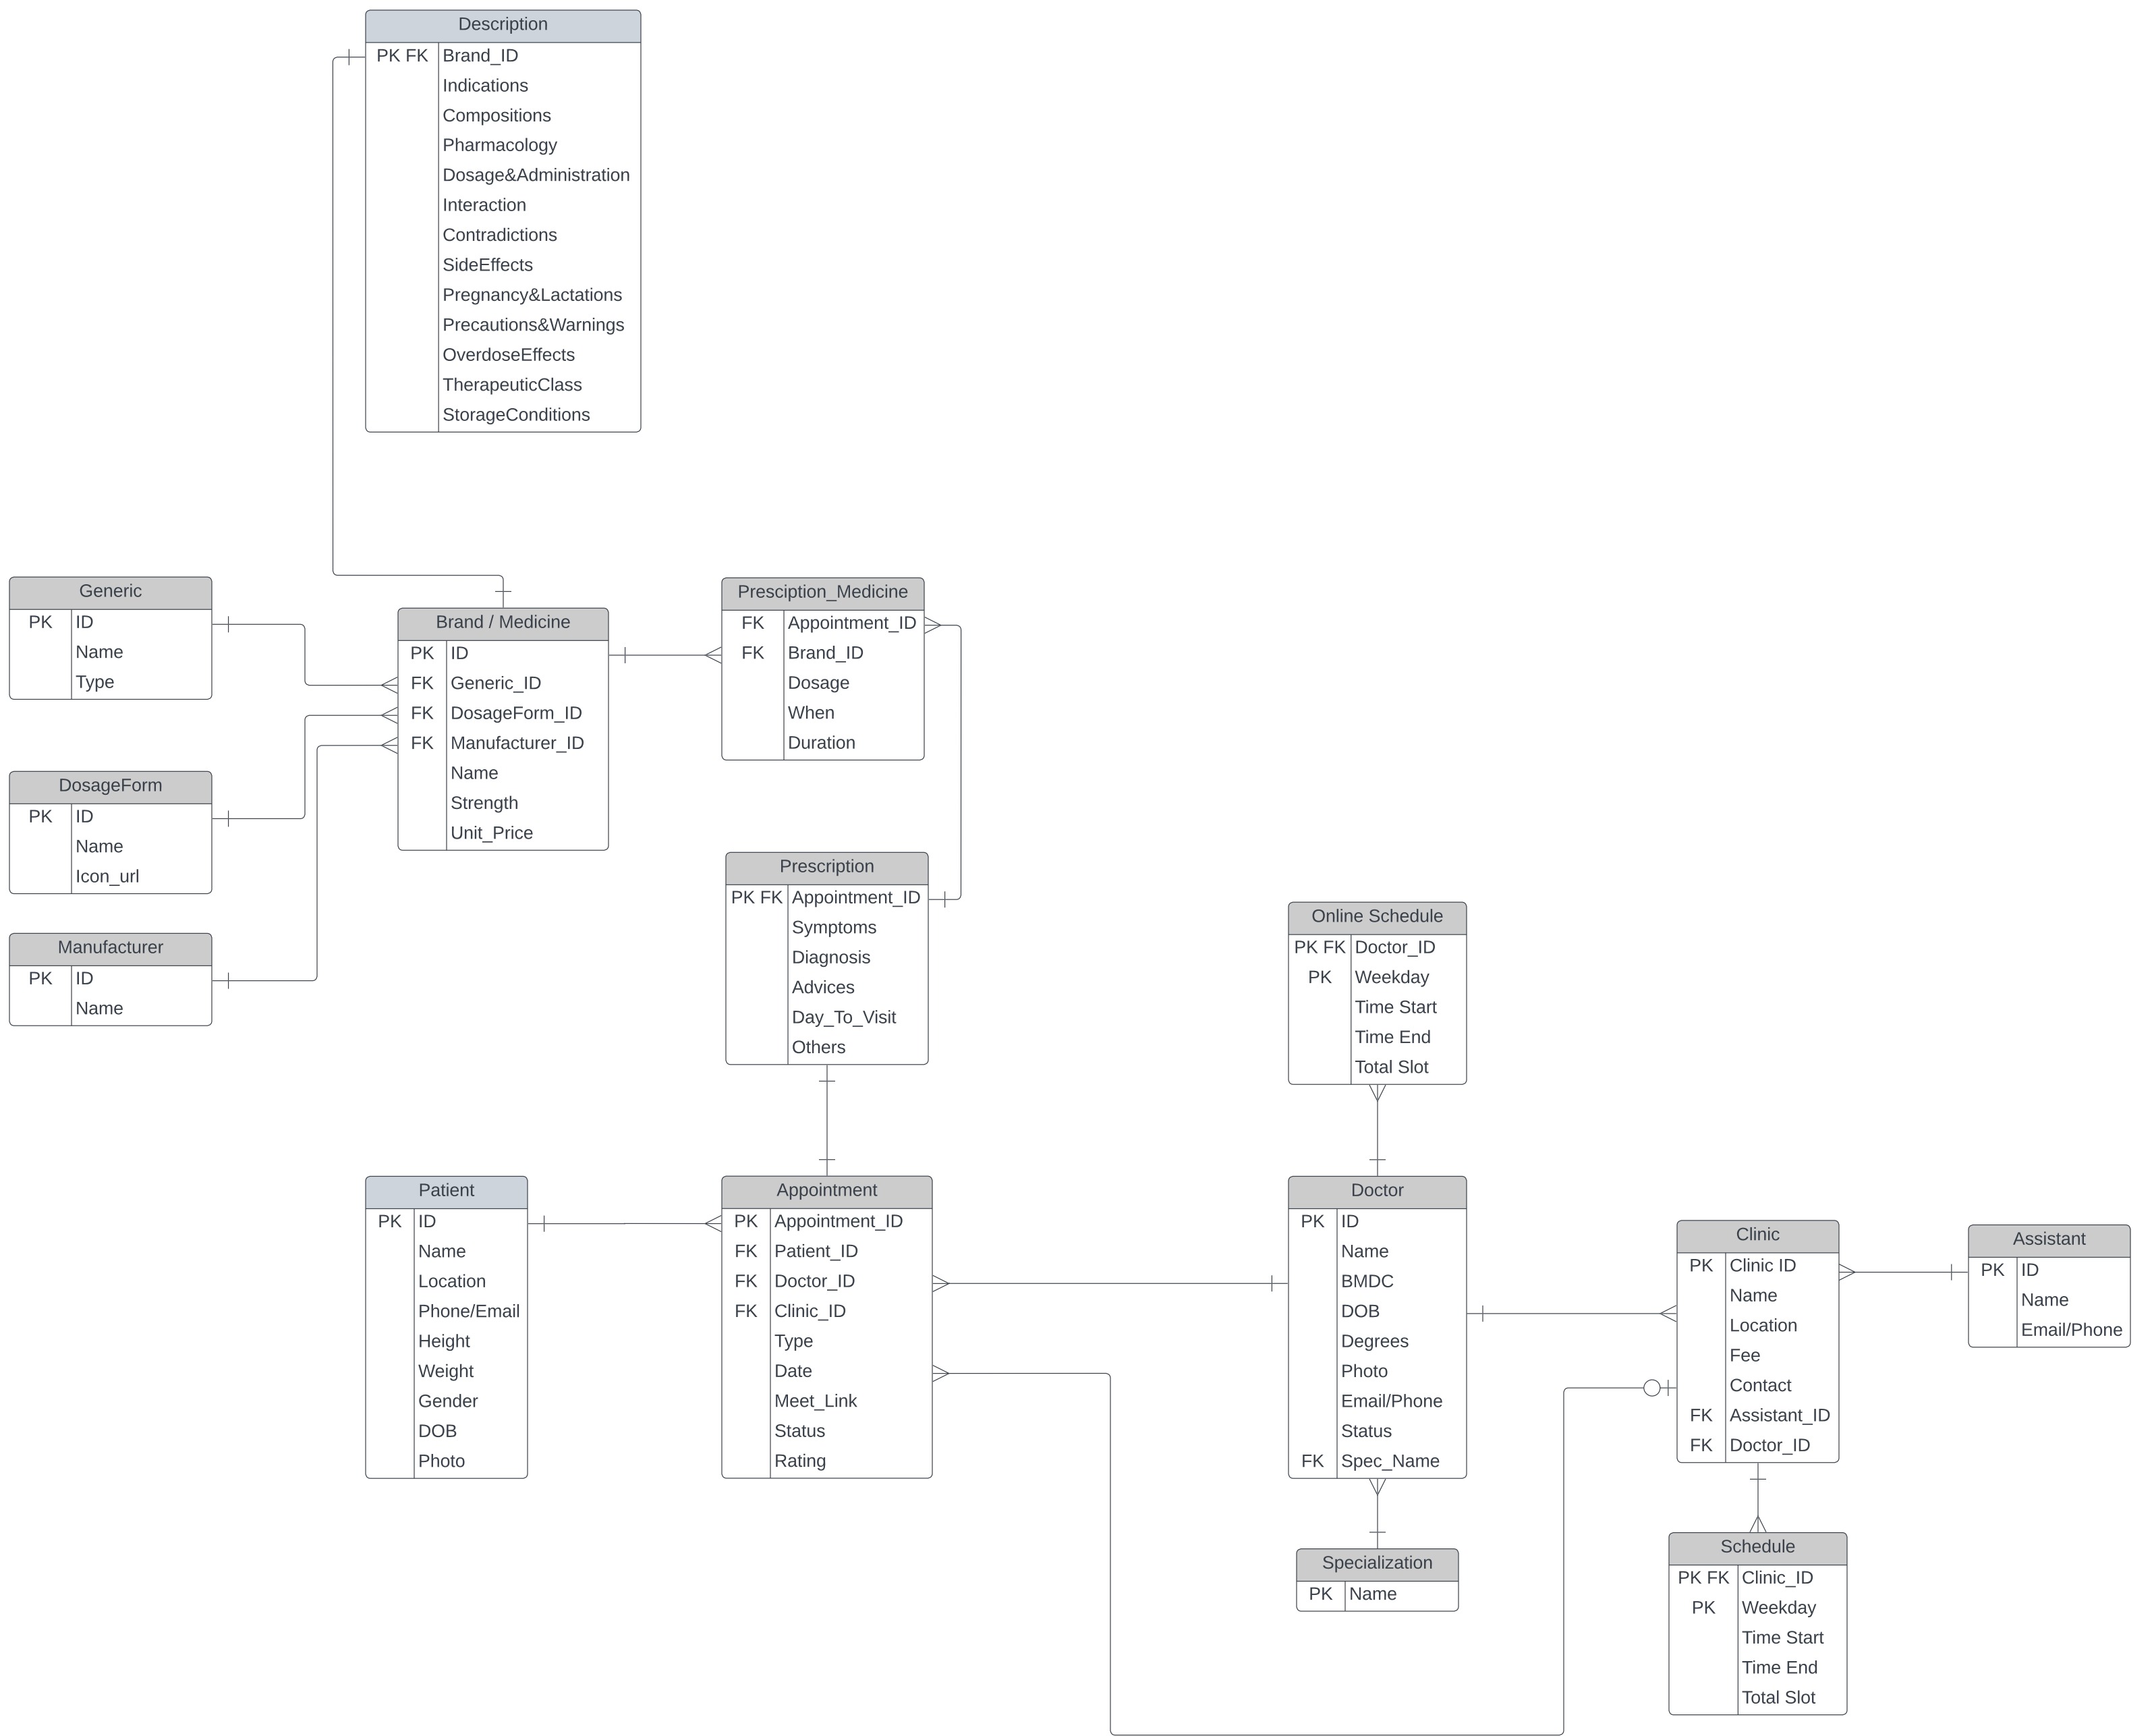 Description
PK FK Brand_ID
Indications
Compositions
Pharmacology
Dosage&Administration
Interaction
Contradictions
SideEffects
Pregnancy&Lactations
Precautions&Warnings
OverdoseEffects
TherapeuticClass
StorageConditions
Generic
PK ID
Name
Type
Brand / Medicine
PK ID
FK Generic_ID
FK DosageForm_ID
FK Manufacturer_ID
Name
Strength
Unit_Price
Presciption_Medicine
FK Appointment_ID
FK Brand_ID
Dosage
When
Duration
DosageForm
PK ID
Name
Icon_url
Manufacturer
PK ID
Name
Prescription
PK FK Appointment_ID
Symptoms
Diagnosis
Advices
Day_To_Visit
Others
Online Schedule
PK FK Doctor_ID
PK Weekday
Time Start
Time End
Total Slot
Patient
PK ID
Name
Location
Phone/Email
Height
Weight
Gender
DOB
Photo
Appointment
PK Appointment_ID
FK Patient_ID
FK Doctor_ID
FK Clinic_ID
Type
Date
Meet_Link
Status
Rating
Doctor
PK ID
Name
BMDC
DOB
Degrees
Photo
Email/Phone
Status
FK Spec_Name
Clinic
PK Clinic ID
Name
Location
Fee
Contact
FK Assistant_ID
FK Doctor_ID
Assistant
PK ID
Name
Email/Phone
Specialization
PK Name
Schedule
PK FK Clinic_ID
PK Weekday
Time Start
Time End
Total Slot